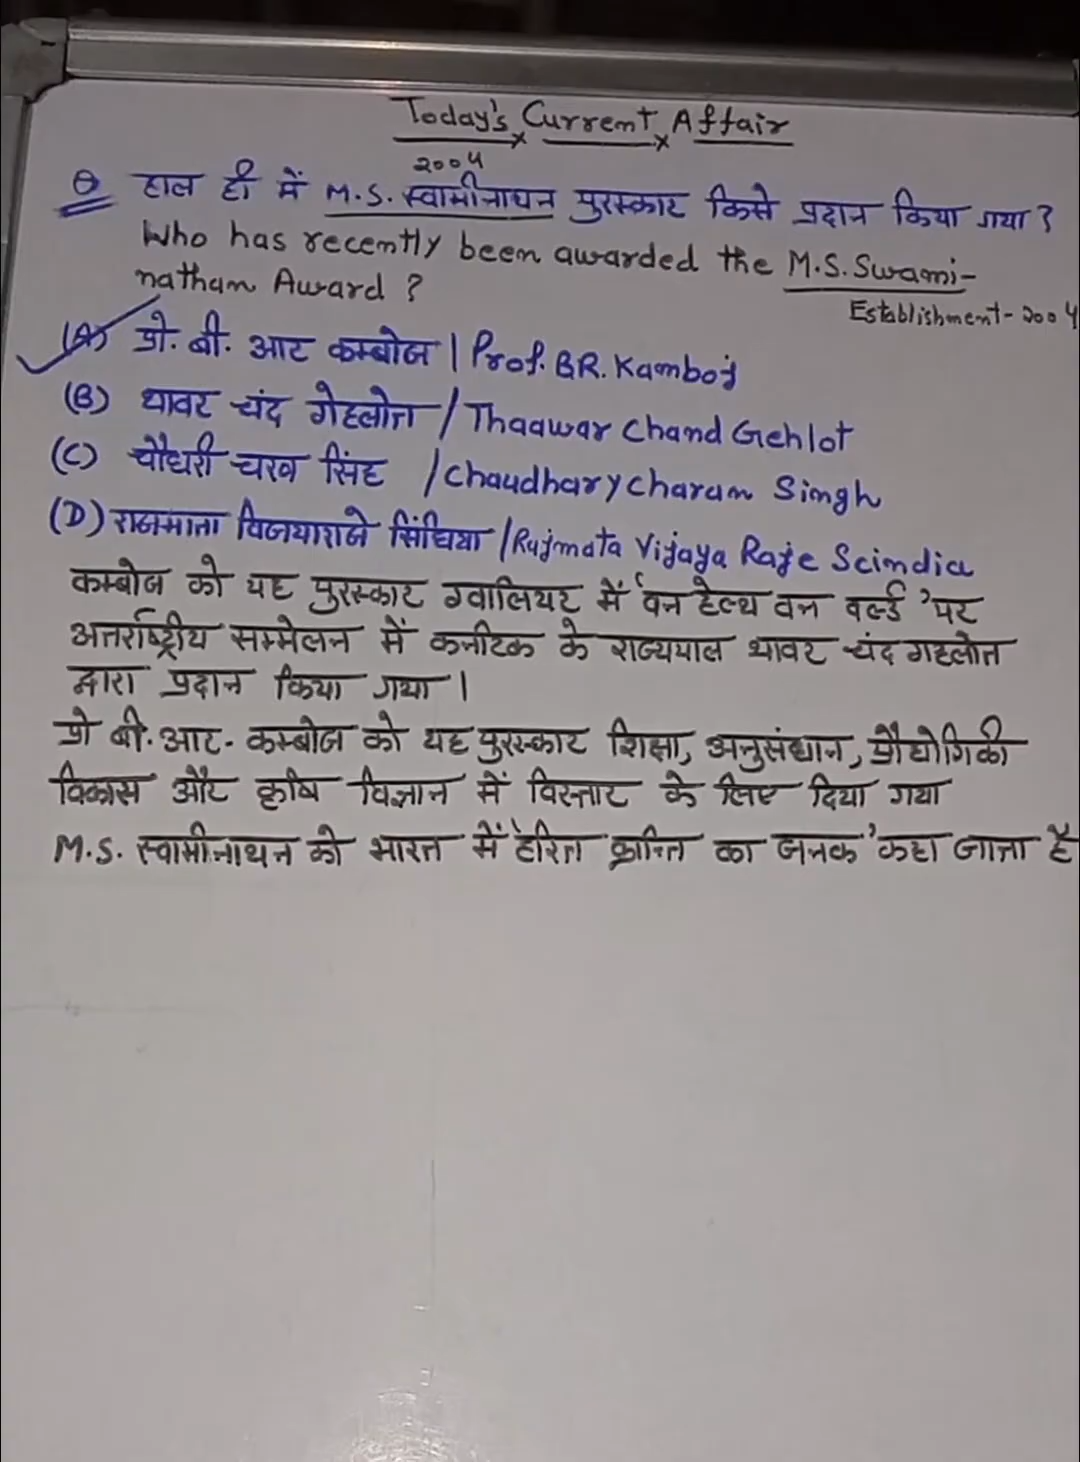 Today's Current Affair
2004
Q हाल ही में M.S. स्वामीनाथन पुरस्कार किसे प्रदान किया गया?
Who has recently been awarded the M.S. Swami-
nathan Award?
Establishment-2004
(A) प्रो. बी. आर कम्बोज | Prof. BR. Kamboj
(B) थावर चंद गेहलोत / Thaawar Chand Gehlot
(C) चौधरी चरण सिंह / Chaudhary Charan Singh
(D) राजमाता विजयाराजे सिंधिया / Rajmata Vijaya Raje Scindia
कम्बोज को यह पुरस्कार ग्वालियर में 'वन हेल्थ वन वर्ल्ड' पर
अन्तर्राष्ट्रीय सम्मेलन में कर्नाटक के राज्यपाल थावर चंद गहलोत
द्वारा प्रदान किया गया।
प्रो बी.आर. कम्बोज को यह पुरस्कार शिक्षा, अनुसंधान, प्रौद्योगिकी
विकास और कृषि विज्ञान में विस्तार के लिए दिया गया
M.S. स्वामीनाथन को भारत में 'हरित क्रान्ति का जनक' कहा जाता है